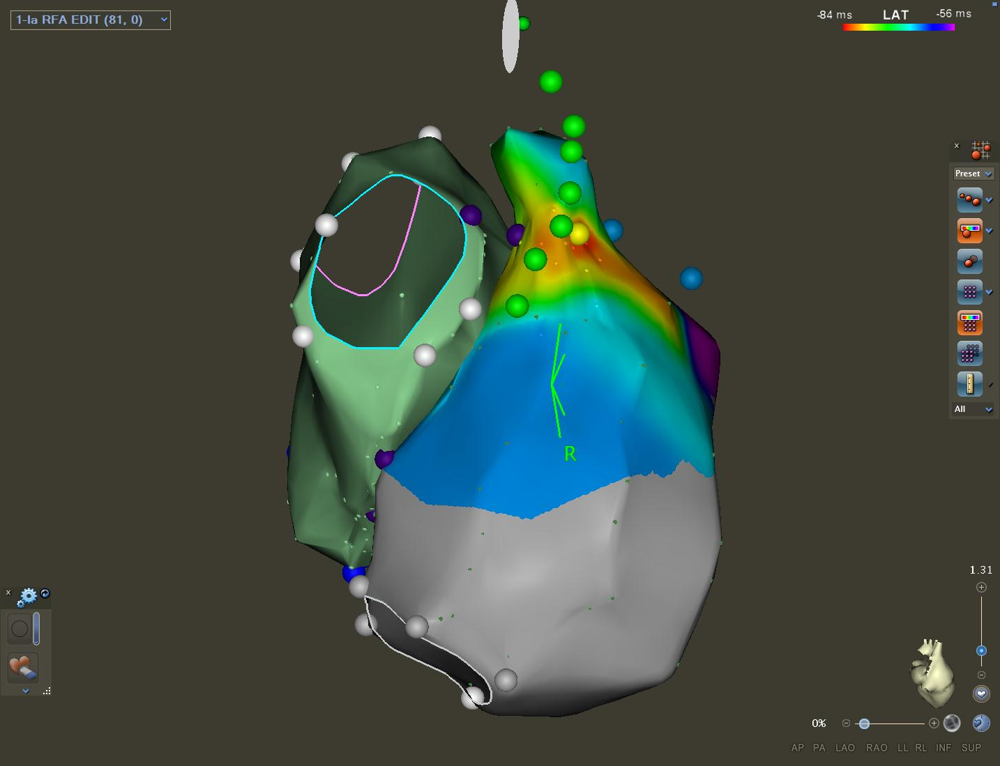 1-Ia RFA EDIT (81, 0)
-84 ms LAT -56 ms
x
Preset
All
R
1.31
x
0%
AP PA LAO RAO LL RL INF SUP